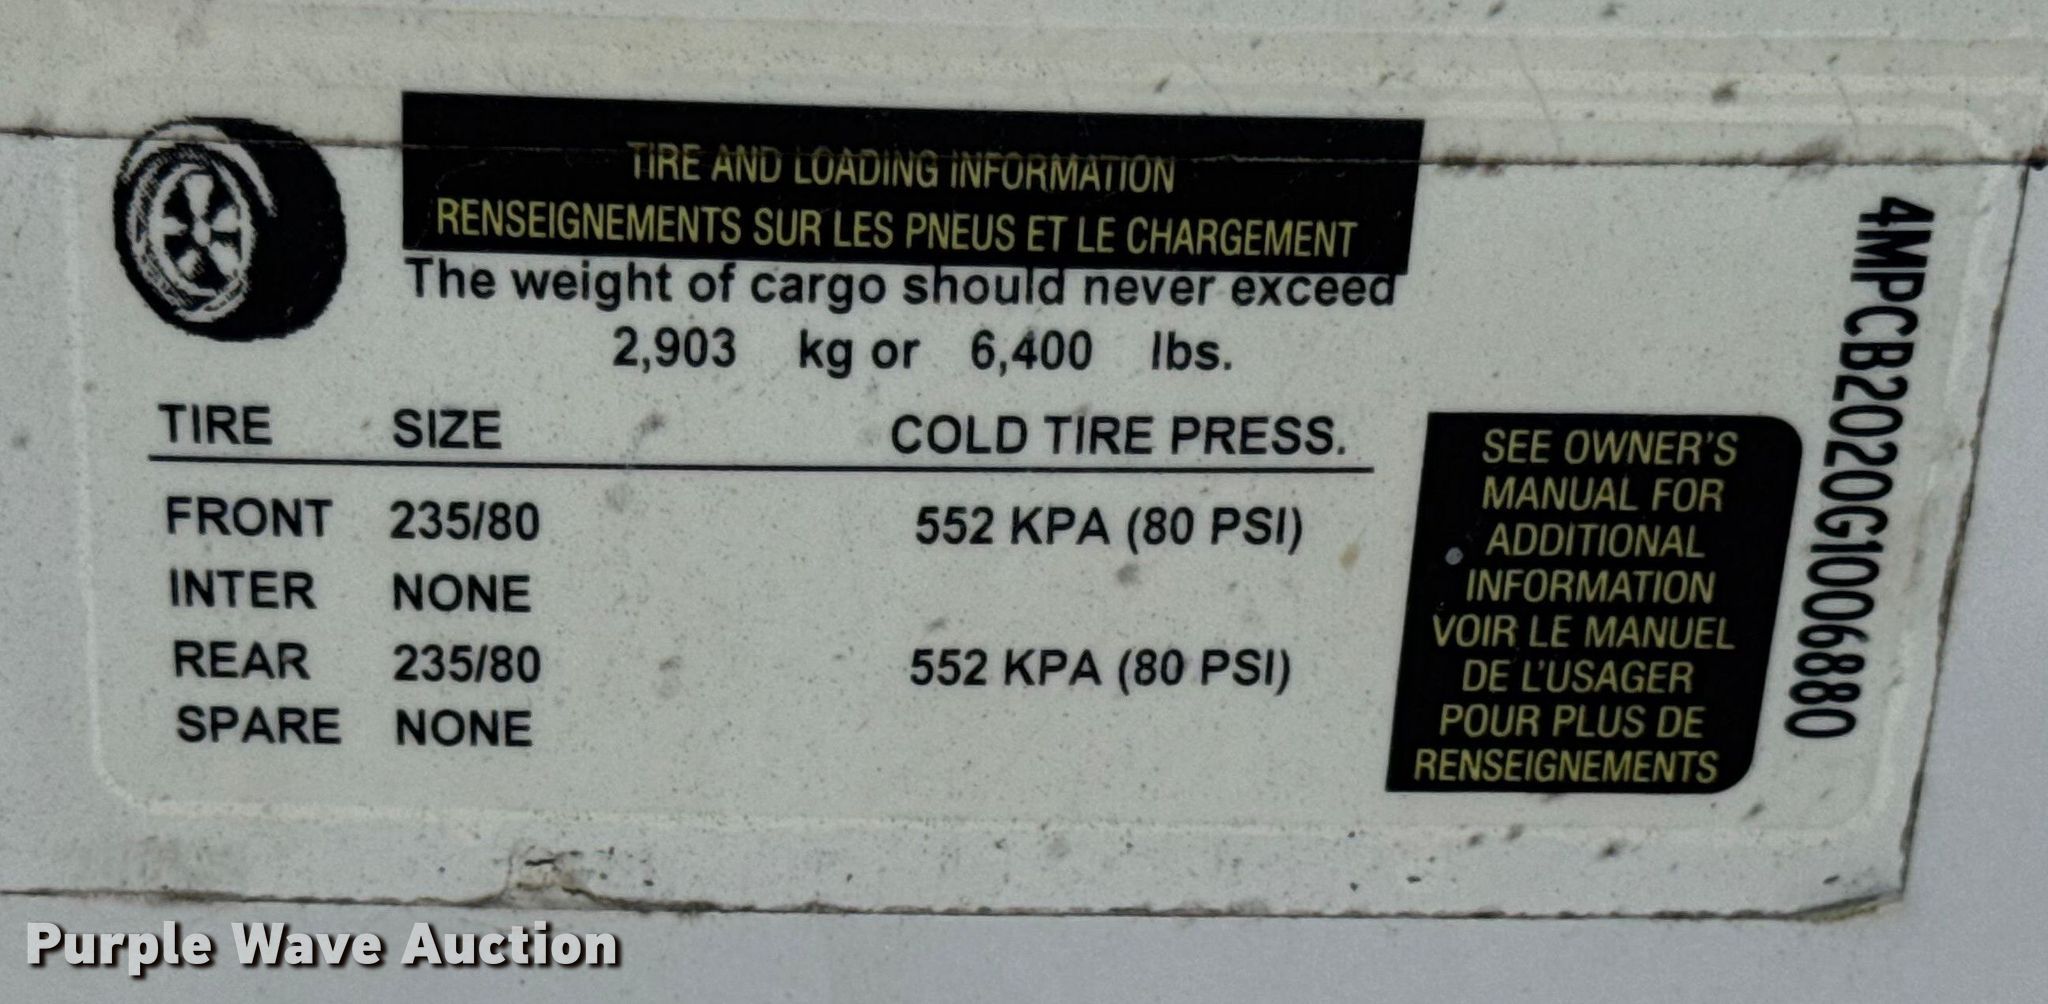 TIRE AND LOADING INFORMATION
RENSEIGNEMENTS SUR LES PNEUS ET LE CHARGEMENT
The weight of cargo should never exceed
2,903 kg or 6,400 lbs.
TIRE SIZE COLD TIRE PRESS.
FRONT 235/80 552 KPA (80 PSI)
INTER NONE
REAR 235/80 552 KPA (80 PSI)
SPARE NONE
SEE OWNER'S
MANUAL FOR
ADDITIONAL
INFORMATION
VOIR LE MANUEL
DE L'USAGER
POUR PLUS DE
RENSEIGNEMENTS
4MPCB2020G1006880
Purple Wave Auction